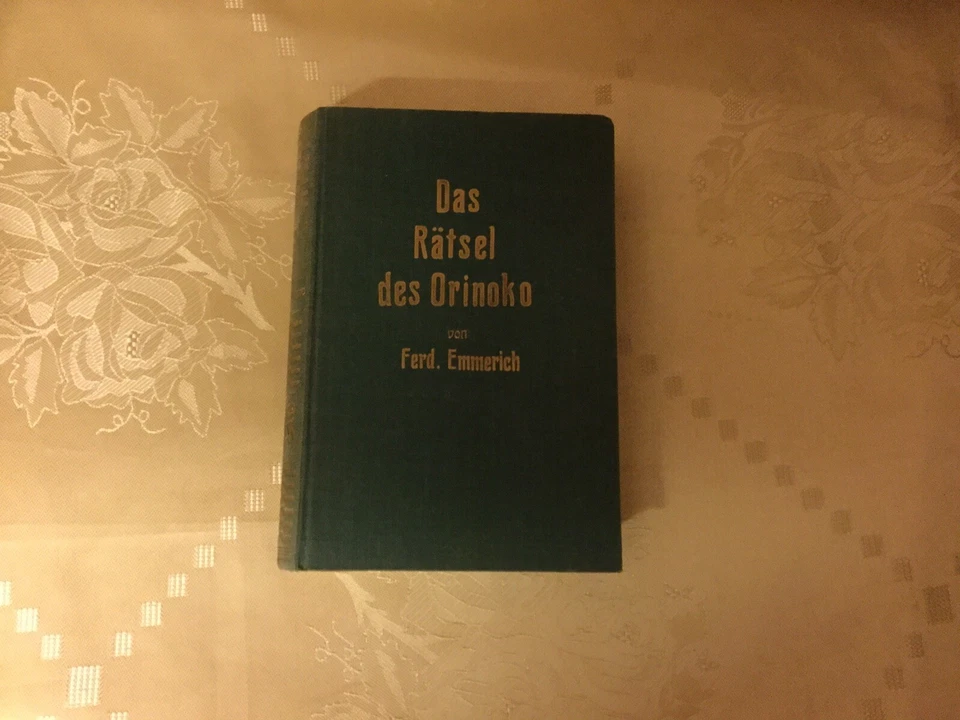 Das
Rätsel
des Orinoko
von
Ferd. Emmerich